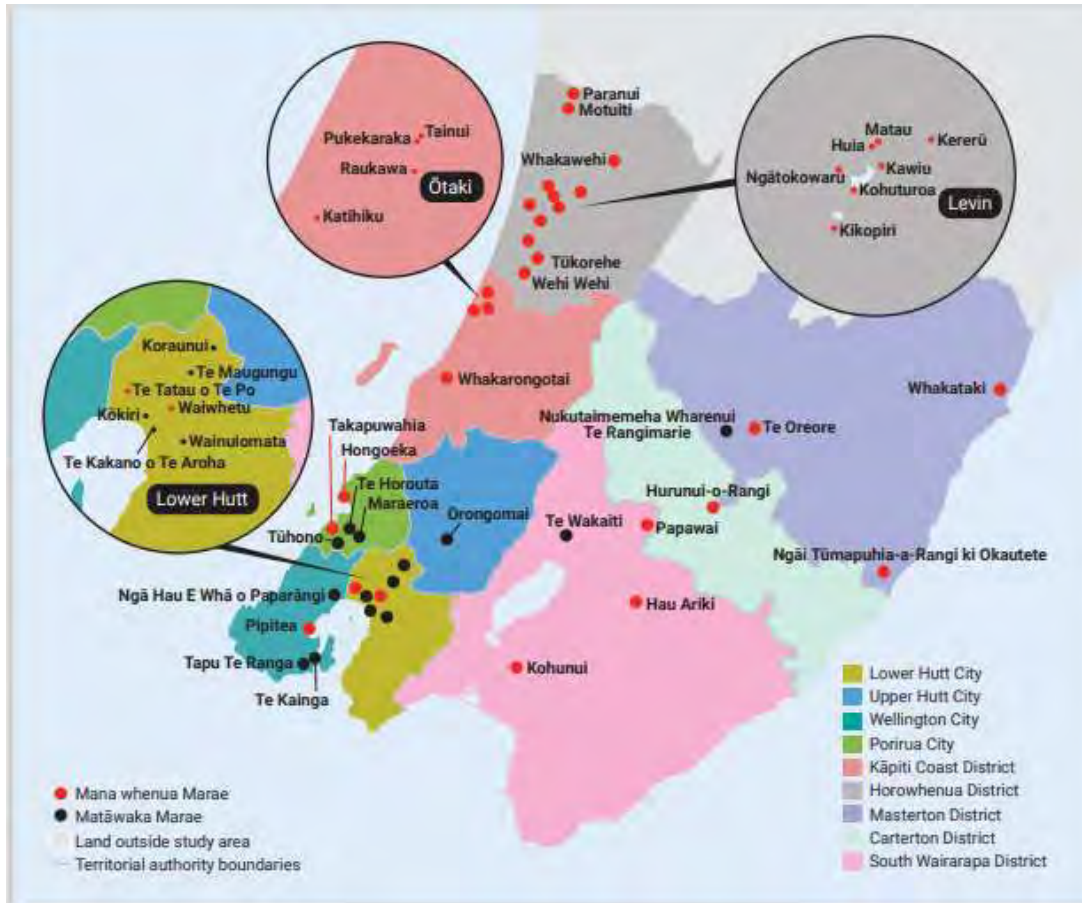 Paranui
Motuiti
Whakawehi
Pukekaraka
Tainui
Raukawa
Ōtaki
Katihiku
Matau
Huia
Kererū
Ngātokowaru
Kawiu
Kohuturoa
Levin
Kikopiri
Tūkorehe
Wehi Wehi
Koraunui
Te Maugungu
Te Tatau o Te Po
Kōkiri
Waiwhetu
Wainuiomata
Te Kakano o Te Aroha
Lower Hutt
Whakarongotai
Whakataki
Nukutaimemeha Wharenui
Te Rangimarie
Te Oreore
Takapuwahia
Hongoeka
Te Horouta
Maraeroa
Tūhono
Orongomai
Hurunui-o-Rangi
Te Wakaiti
Papawai
Ngāi Tūmapuhia-a-Rangi ki Okautete
Ngā Hau E Whā o Paparāngi
Hau Ariki
Pipitea
Tapu Te Ranga
Te Kainga
Kohunui
Lower Hutt City
Upper Hutt City
Wellington City
Porirua City
Kāpiti Coast District
Horowhenua District
Masterton District
Carterton District
South Wairarapa District
Mana whenua Marae
Matāwaka Marae
Land outside study area
Territorial authority boundaries